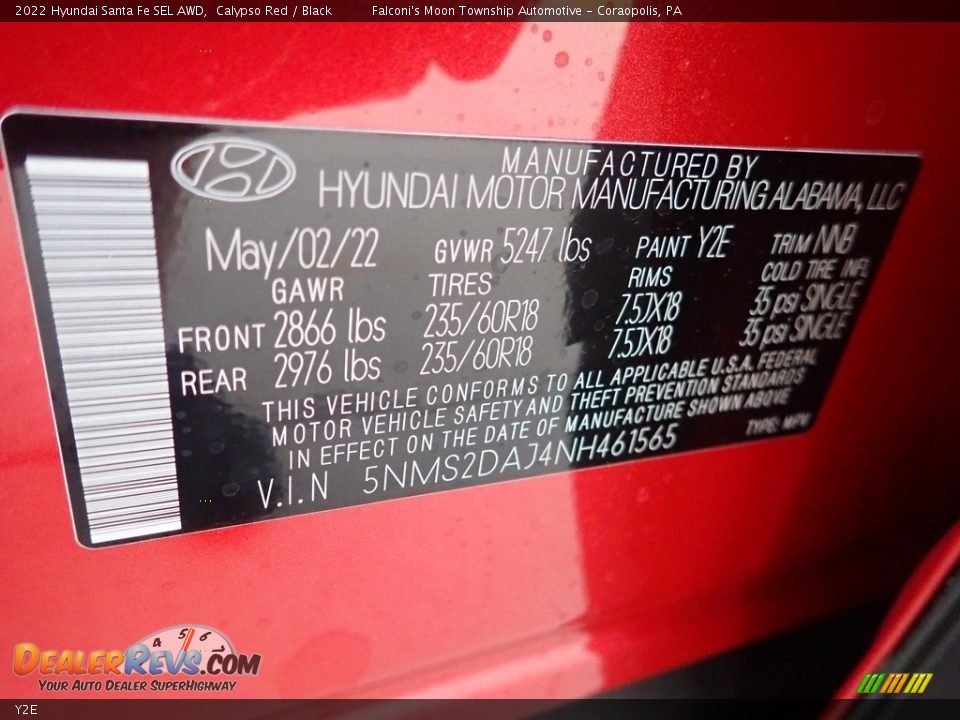 2022 Hyundai Santa Fe SEL AWD, Calypso Red / Black Falconi's Moon Township Automotive - Coraopolis, PA
MANUFACTURED BY
HYUNDAI MOTOR MANUFACTURING ALABAMA, LLC
May/02/22 GVWR 5247 lbs PAINT Y2E TRIM NNB
GAWR TIRES RIMS COLD TIRE INFL
FRONT 2866 lbs 235/60R18 7.5JX18 35 psi SINGLE
REAR 2976 lbs 235/60R18 7.5JX18 35 psi SINGLE
THIS VEHICLE CONFORMS TO ALL APPLICABLE U.S.A. FEDERAL
MOTOR VEHICLE SAFETY AND THEFT PREVENTION STANDARDS
IN EFFECT ON THE DATE OF MANUFACTURE SHOWN ABOVE
V.I.N 5NMS2DAJ4NH461565 TYPE: MPV
4 5 6
DEALERREVS.COM
YOUR AUTO DEALER SUPERHIGHWAY
Y2E